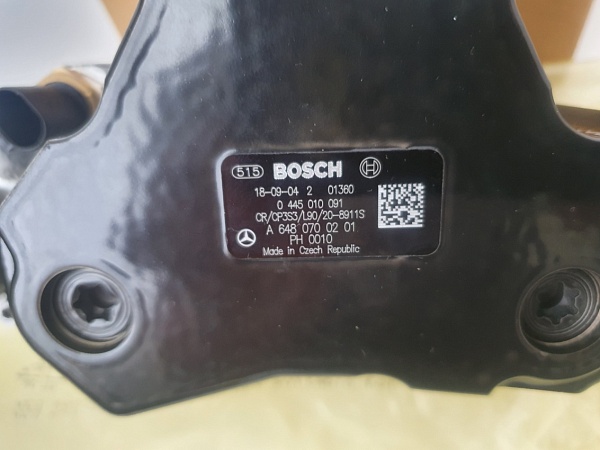 515 BOSCH
18-09-04 2 01360
0 445 010 091
CR/CP3S3/L90/20-8911S
A 648 070 02 01
PH 0010
Made in Czech Republic